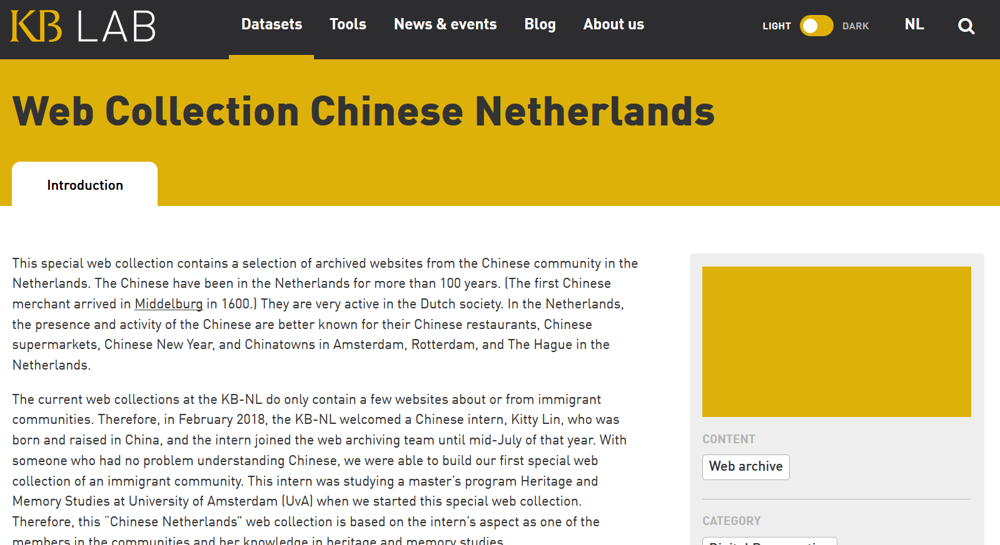 KB LAB
Datasets Tools News & events Blog About us LIGHT DARK NL
Web Collection Chinese Netherlands
Introduction
This special web collection contains a selection of archived websites from the Chinese community in the
Netherlands. The Chinese have been in the Netherlands for more than 100 years. (The first Chinese
merchant arrived in Middelburg in 1600.) They are very active in the Dutch society. In the Netherlands,
the presence and activity of the Chinese are better known for their Chinese restaurants, Chinese
supermarkets, Chinese New Year, and Chinatowns in Amsterdam, Rotterdam, and The Hague in the
Netherlands.
The current web collections at the KB-NL do only contain a few websites about or from immigrant
communities. Therefore, in February 2018, the KB-NL welcomed a Chinese intern, Kitty Lin, who was
born and raised in China, and the intern joined the web archiving team until mid-July of that year. With
someone who had no problem understanding Chinese, we were able to build our first special web
collection of an immigrant community. This intern was studying a master's program Heritage and
Memory Studies at University of Amsterdam (UvA) when we started this special web collection.
Therefore, this “Chinese Netherlands” web collection is based on the intern's aspect as one of the
members in the communities and her knowledge in heritage and memory studies.
CONTENT
Web archive
CATEGORY